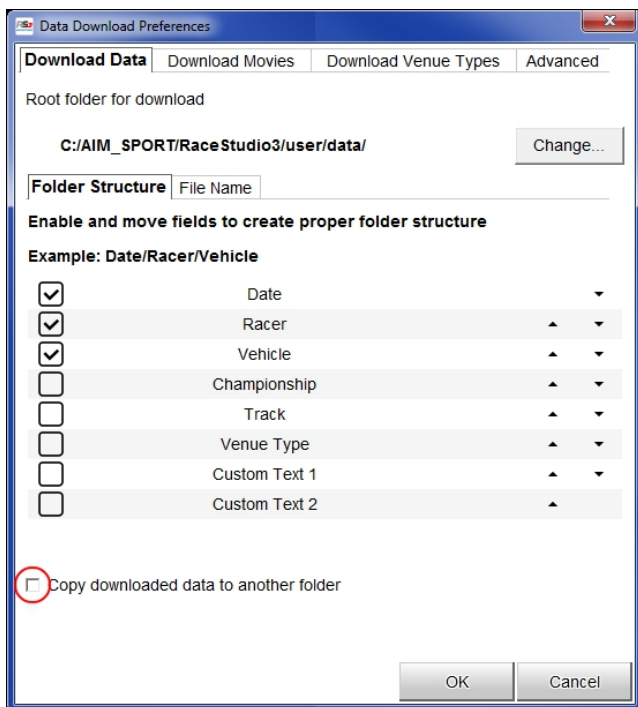 RS3 Data Download Preferences
Download Data Download Movies Download Venue Types Advanced
Root folder for download
C:/AIM_SPORT/RaceStudio3/user/data/ Change...
Folder Structure File Name
Enable and move fields to create proper folder structure
Example: Date/Racer/Vehicle
Date
Racer
Vehicle
Championship
Track
Venue Type
Custom Text 1
Custom Text 2
Copy downloaded data to another folder
OK Cancel